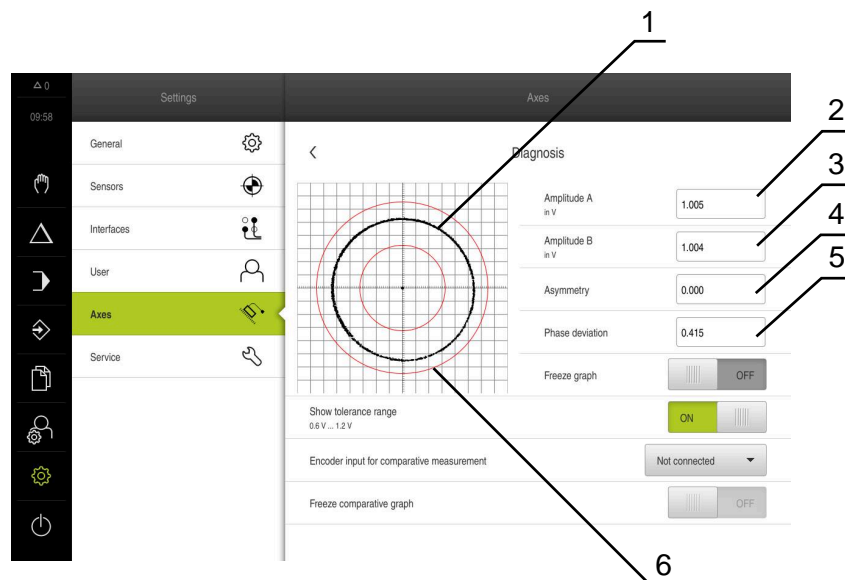 1
△ 0
Settings
Axes
2
09:58
General
Diagnosis
3
Amplitude A
in V
1.005
Sensors
4
Interfaces
Amplitude B
in V
1.004
5
User
Asymmetry
0.000
Axes
Phase deviation
0.415
Service
Freeze graph
OFF
Show tolerance range
0.6 V ... 1.2 V
ON
Encoder input for comparative measurement
Not connected
Freeze comparative graph
OFF
6